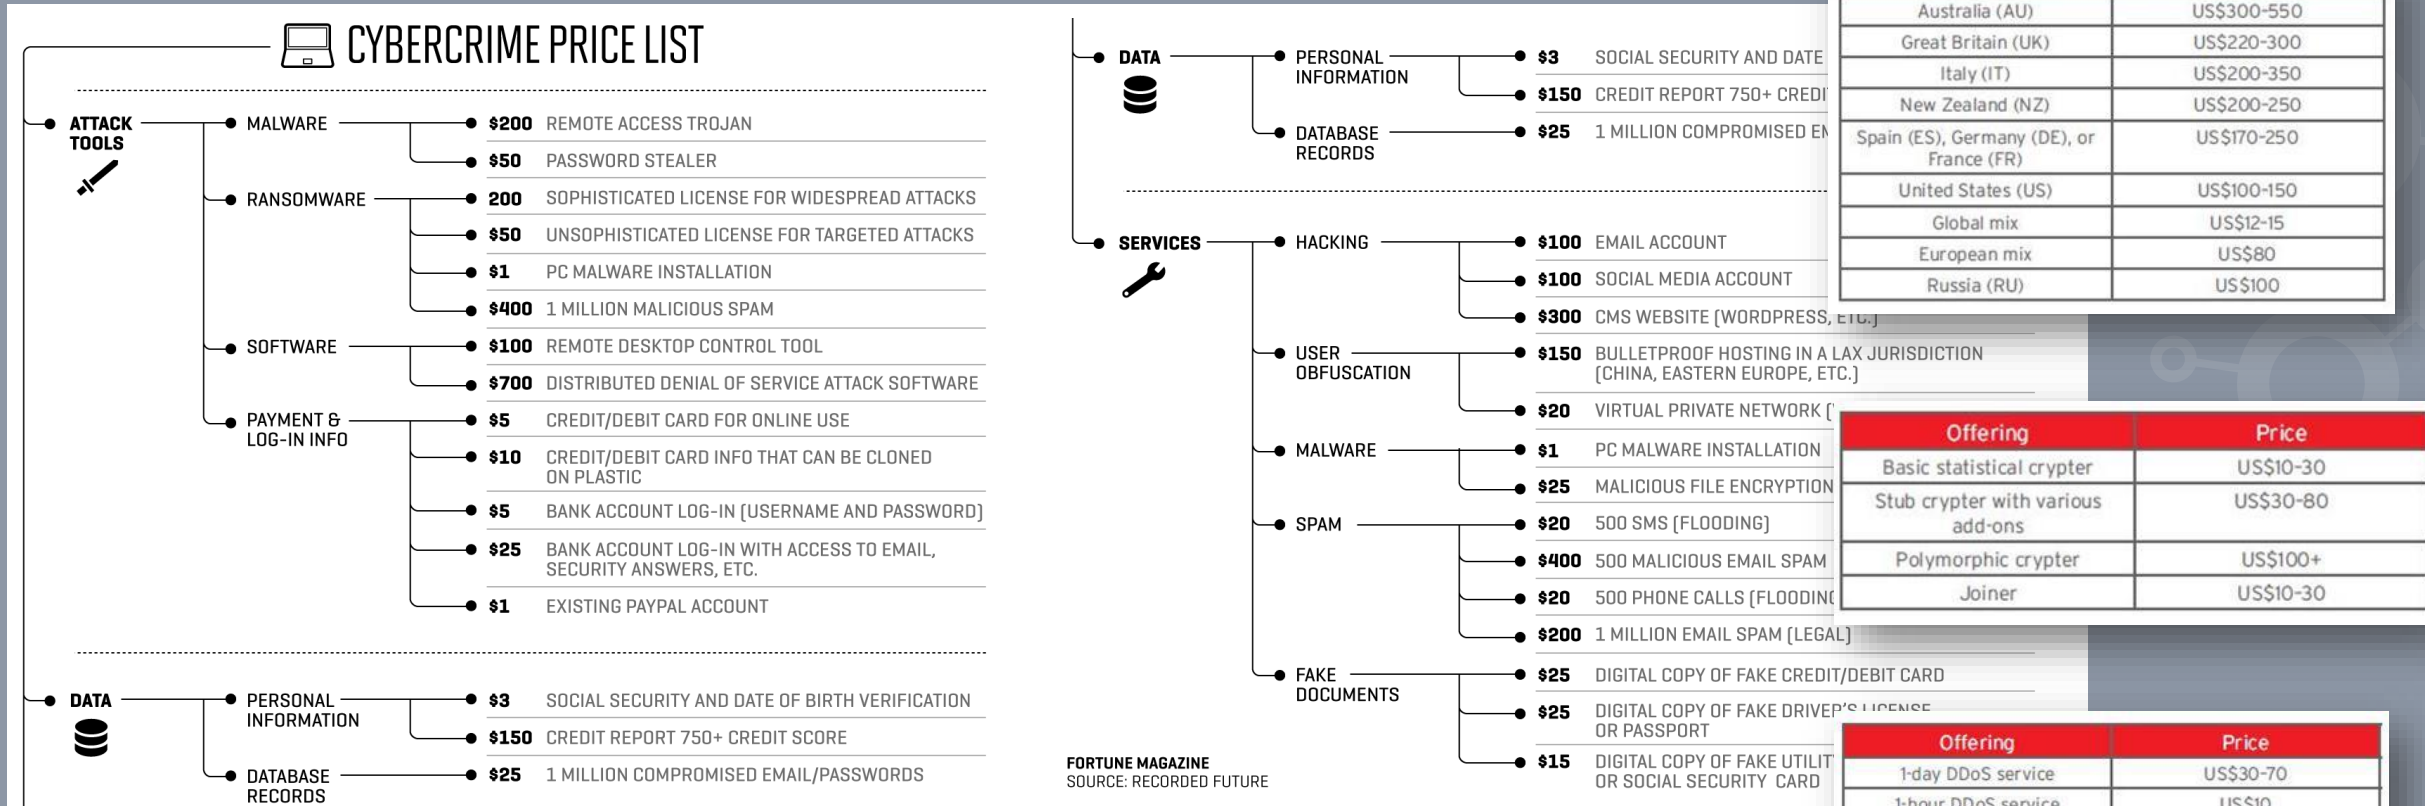 CYBERCRIME PRICE LIST
ATTACK
TOOLS
MALWARE
$200 REMOTE ACCESS TROJAN
$50 PASSWORD STEALER
RANSOMWARE
200 SOPHISTICATED LICENSE FOR WIDESPREAD ATTACKS
$50 UNSOPHISTICATED LICENSE FOR TARGETED ATTACKS
$1 PC MALWARE INSTALLATION
$400 1 MILLION MALICIOUS SPAM
SOFTWARE
$100 REMOTE DESKTOP CONTROL TOOL
$700 DISTRIBUTED DENIAL OF SERVICE ATTACK SOFTWARE
PAYMENT &
LOG-IN INFO
$5 CREDIT/DEBIT CARD FOR ONLINE USE
$10 CREDIT/DEBIT CARD INFO THAT CAN BE CLONED
ON PLASTIC
$5 BANK ACCOUNT LOG-IN (USERNAME AND PASSWORD)
$25 BANK ACCOUNT LOG-IN WITH ACCESS TO EMAIL,
SECURITY ANSWERS, ETC.
$1 EXISTING PAYPAL ACCOUNT
DATA
PERSONAL
INFORMATION
$3 SOCIAL SECURITY AND DATE OF BIRTH VERIFICATION
$150 CREDIT REPORT 750+ CREDIT SCORE
DATABASE
RECORDS
$25 1 MILLION COMPROMISED EMAIL/PASSWORDS
DATA
PERSONAL
INFORMATION
$3 SOCIAL SECURITY AND DATE
$150 CREDIT REPORT 750+
DATABASE
RECORDS
$25 1 MILLION COMPROMISED
SERVICES
HACKING
$100 EMAIL ACCOUNT
$100 SOCIAL MEDIA ACCOUNT
$300 CMS WEBSITE (WORDPRESS, ETC.)
USER
OBFUSCATION
$150 BULLETPROOF HOSTING IN A LAX JURISDICTION
(CHINA, EASTERN EUROPE, ETC.)
$20 VIRTUAL PRIVATE NETWORK
MALWARE
$1 PC MALWARE INSTALLATION
$25 MALICIOUS FILE ENCRYPTION
SPAM
$20 500 SMS (FLOODING)
$400 500 MALICIOUS EMAIL SPAM
$20 500 PHONE CALLS
$200 1 MILLION EMAIL SPAM (LEGAL)
FAKE
DOCUMENTS
$25 DIGITAL COPY OF FAKE CREDIT/DEBIT CARD
$25 DIGITAL COPY OF FAKE DRIVER'S LICENSE
OR PASSPORT
$15 DIGITAL COPY OF FAKE
OR SOCIAL SECURITY CARD
FORTUNE MAGAZINE
SOURCE: RECORDED FUTURE
Australia (AU) US$300-550
Great Britain (UK) US$220-300
Italy (IT) US$200-350
New Zealand (NZ) US$200-250
Spain (ES), Germany (DE), or US$170-250
France (FR)
United States (US) US$100-150
Global mix US$12-15
European mix US$80
Russia (RU) US$100
Offering Price
Basic statistical crypter US$10-30
Stub crypter with various US$30-80
add-ons
Polymorphic crypter US$100+
Joiner US$10-30
Offering Price
1-day DDoS service US$30-70
1-hour DDoS service US$10